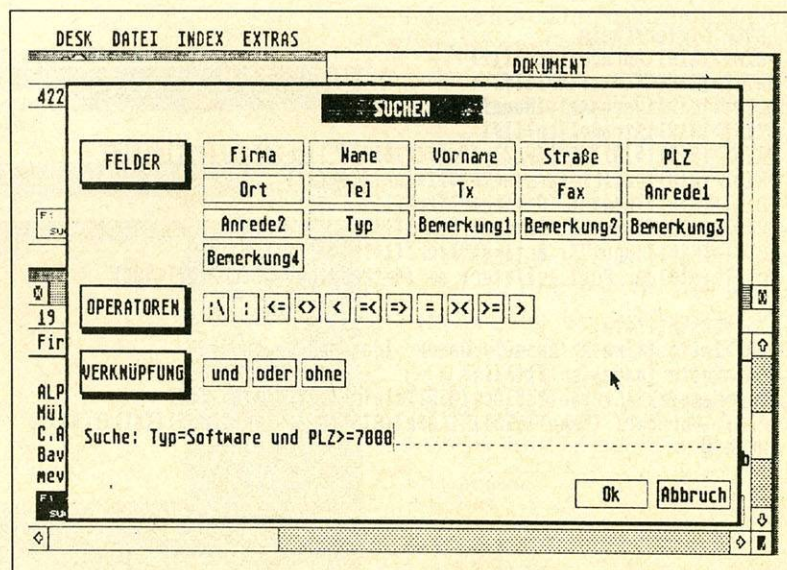 DESK DATEI INDEX EXTRAS
DOKUMENT
422
SUCHEN
FELDER
Firma Name Vorname Straße PLZ
Ort Tel Tx Fax Anrede1
Anrede2 Typ Bemerkung1 Bemerkung2 Bemerkung3
Bemerkung4
F:
OPERATOREN :\ : <= <> < =< => = >< >= >
19
Fir
VERKNÜPFUNG und oder ohne
ALP
Mül
C.A
Suche: Typ=Software und PLZ>=7000
Bav
mev
F:
Ok Abbruch